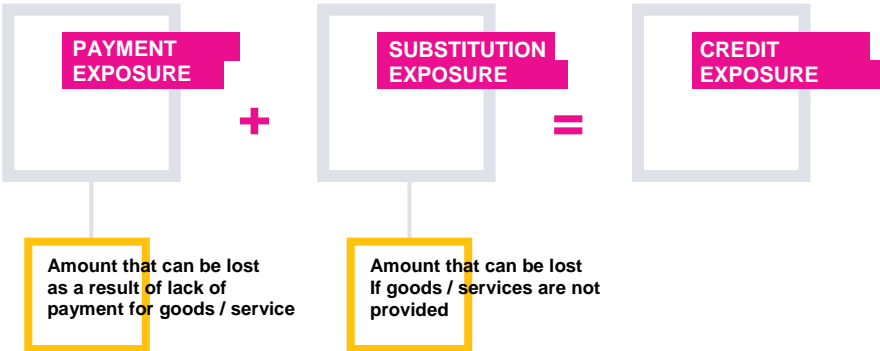 PAYMENT
EXPOSURE
+
SUBSTITUTION
EXPOSURE
=
CREDIT
EXPOSURE
Amount that can be lost
as a result of lack of
payment for goods / service
Amount that can be lost
If goods / services are not
provided